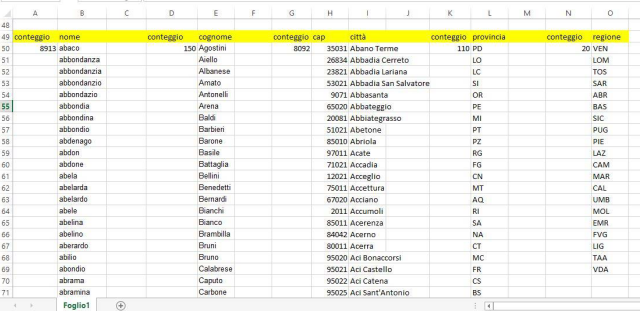 A B C D E F G H I J K L M N O
48
49 conteggio nome conteggio cognome conteggio cap città conteggio provincia conteggio regione
50 8913 abaco 150 Agostini 8092 35031 Abano Terme 110 PD 20 VEN
51 abbondanza Aiello 26834 Abbadia Cerreto LO LOM
52 abbondanzia Albanese 23821 Abbadia Lariana LC TOS
53 abbondanzio Amato 53021 Abbadia San Salvatore SI SAR
54 abbondazio Antonelli 9071 Abbasanta OR ABR
55 abbondia Arena 65020 Abbateggio PE BAS
56 abbondina Baldi 20081 Abbiategrasso MI SIC
57 abbondio Barbieri 51021 Abetone PT PUG
58 abdenago Barone 85010 Abriola PZ PIE
59 abdon Basile 97011 Acate RG LAZ
60 abdone Battaglia 71021 Accadia FG CAM
61 abela Bellini 12021 Acceglio CN MAR
62 abelarda Benedetti 75011 Accettura MT CAL
63 abelardo Bernardi 67020 Acciano AQ UMB
64 abele Bianchi 2011 Accumoli RI MOL
65 abelina Bianco 85011 Acerenza SA EMR
66 abelino Brambilla 84042 Acerno NA FVG
67 aberardo Bruni 80011 Acerra CT LIG
68 abilio Bruno 95020 Aci Bonaccorsi MC TAA
69 abondio Calabrese 95021 Aci Castello FR VDA
70 abrama Caputo 95022 Aci Catena CS
71 abramina Carbone 95025 Aci Sant'Antonio BS
Foglio1